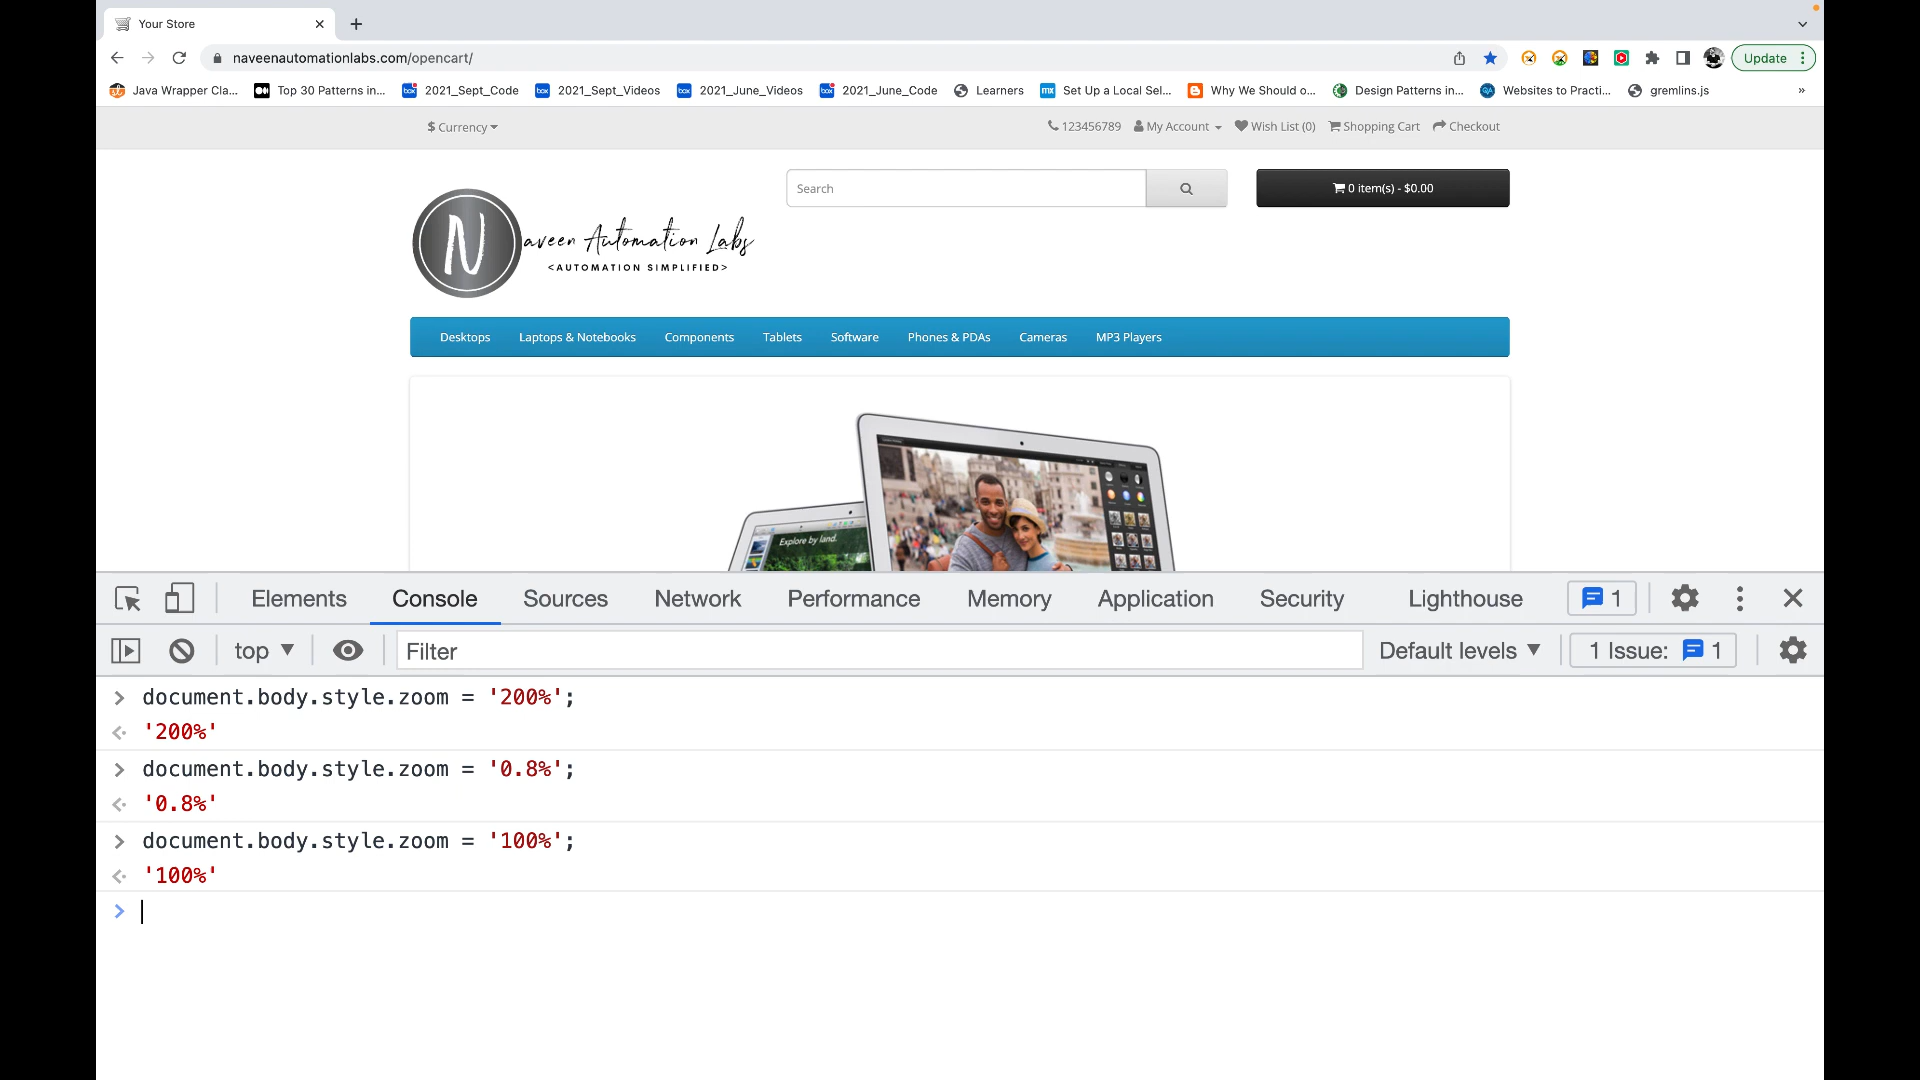 Your Store
naveenautomationlabs.com/opencart/
Update
Java Wrapper Cla...
Top 30 Patterns in...
2021_Sept_Code
2021_Sept_Videos
2021_June_Videos
2021_June_Code
Learners
Set Up a Local Sel...
Why We Should o...
Design Patterns in...
Websites to Practi...
gremlins.js
»
$ Currency
123456789
My Account
Wish List (0)
Shopping Cart
Checkout
Search
0 item(s) - $0.00
Naveen Automation Labs
<AUTOMATION SIMPLIFIED>
Desktops
Laptops & Notebooks
Components
Tablets
Software
Phones & PDAs
Cameras
MP3 Players
Explore by land.
Elements
Console
Sources
Network
Performance
Memory
Application
Security
Lighthouse
1
top
Filter
Default levels
1 Issue: 1
> document.body.style.zoom = '200%';
'200%'
> document.body.style.zoom = '0.8%';
'0.8%'
> document.body.style.zoom = '100%';
'100%'
>